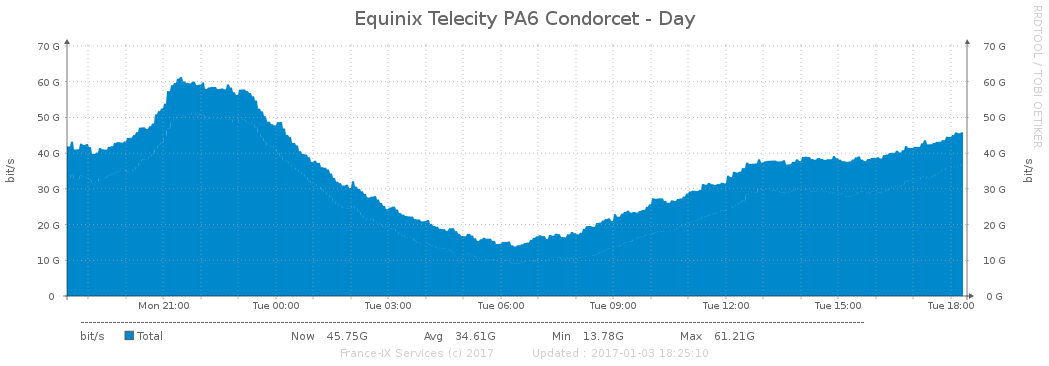 Equinix Telecity PA6 Condorcet - Day
RRDTOOL / TOBI OETIKER
bit/s
70 G 70 G
60 G 60 G
50 G 50 G
40 G 40 G
30 G 30 G
20 G 20 G
10 G 10 G
0 0 G
bit/s
Mon 21:00 Tue 00:00 Tue 03:00 Tue 06:00 Tue 09:00 Tue 12:00 Tue 15:00 Tue 18:00
bit/s Total Now 45.75G Avg 34.61G Min 13.78G Max 61.21G
France-IX Services (c) 2017 Updated : 2017-01-03 18:25:10